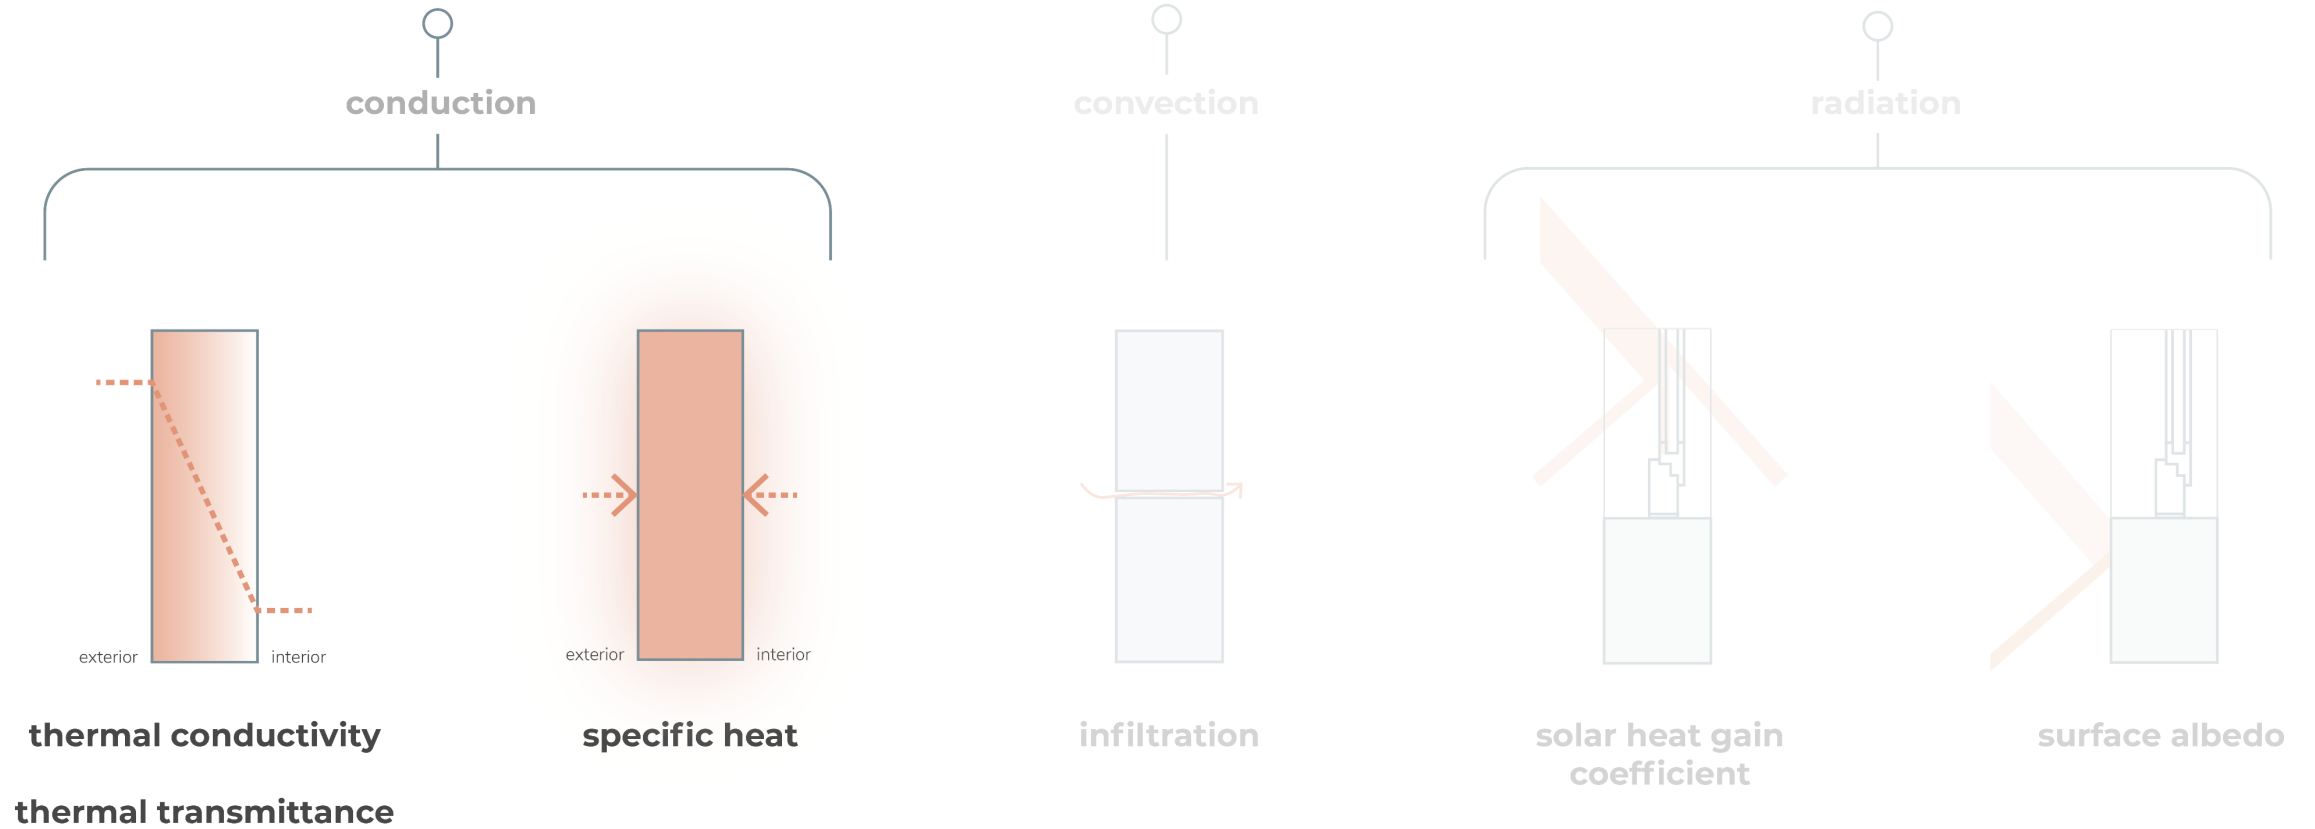 conduction
convection
radiation
exterior
interior
exterior
interior
thermal conductivity
thermal transmittance
specific heat
infiltration
solar heat gain
coefficient
surface albedo